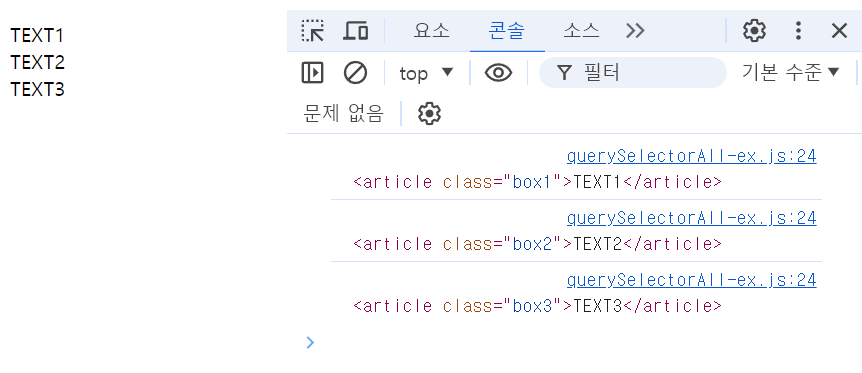 TEXT1
TEXT2
TEXT3
요소 콘솔 소스
top 필터 기본 수준
문제 없음
querySelectorAll-ex.js:24
<article class="box1">TEXT1</article>
querySelectorAll-ex.js:24
<article class="box2">TEXT2</article>
querySelectorAll-ex.js:24
<article class="box3">TEXT3</article>